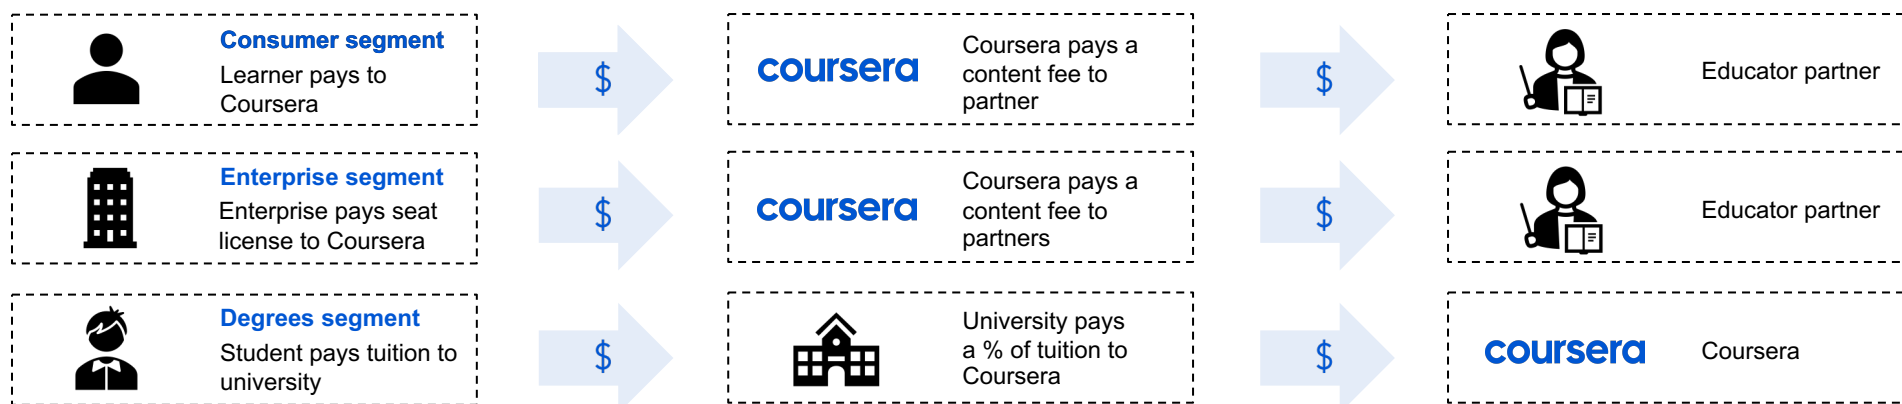 Consumer segment
Learner pays to
Coursera
$
coursera
Coursera pays a
content fee to
partner
$
Educator partner
Enterprise segment
Enterprise pays seat
license to Coursera
$
coursera
Coursera pays a
content fee to
partners
$
Educator partner
Degrees segment
Student pays tuition to
university
$
University pays
a % of tuition to
Coursera
$
coursera
Coursera